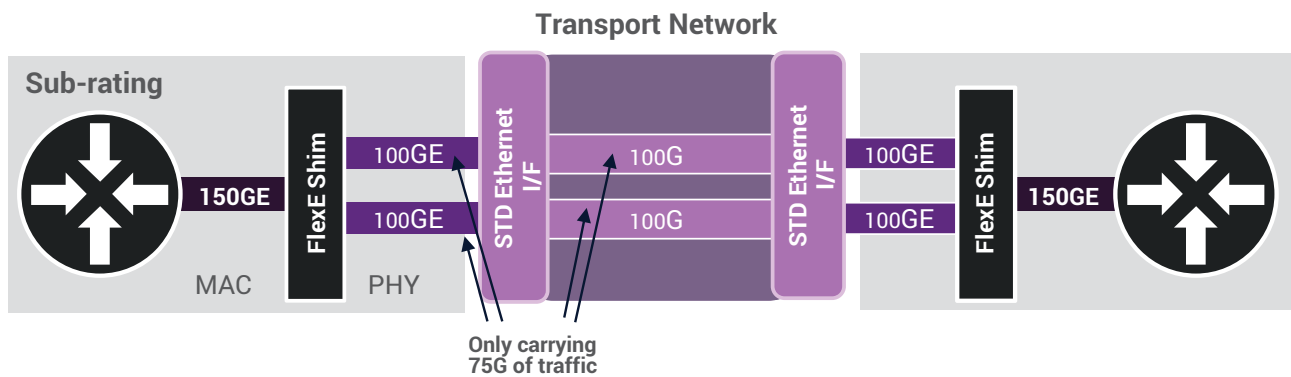 Transport Network
Sub-rating
150GE
FlexE Shim
100GE
100GE
MAC
PHY
STD Ethernet
I/F
100G
100G
STD Ethernet
I/F
100GE
100GE
FlexE Shim
150GE
Only carrying
75G of traffic